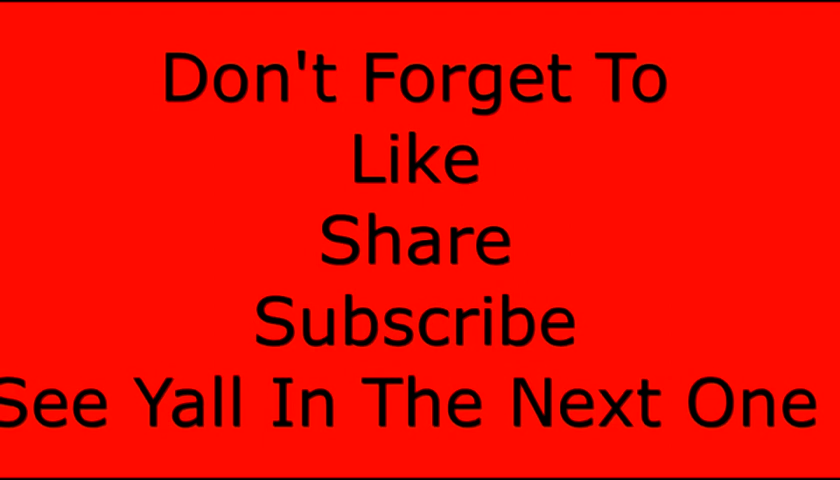 Don't Forget To
Like
Share
Subscribe
See Yall In The Next One